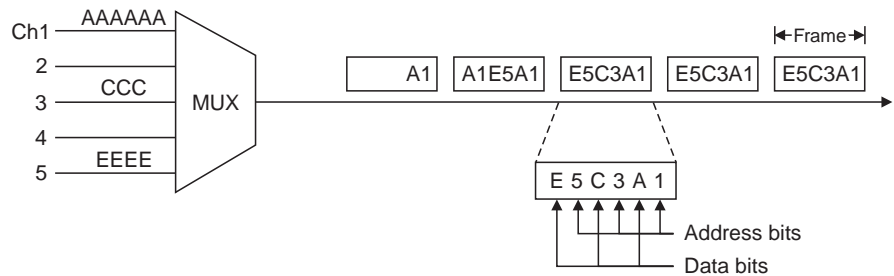 Ch1 AAAAAA
2
3 CCC
4
5 EEEE
MUX
A1 A1E5A1 E5C3A1 E5C3A1 E5C3A1
Frame
E 5 C 3 A 1
Address bits
Data bits